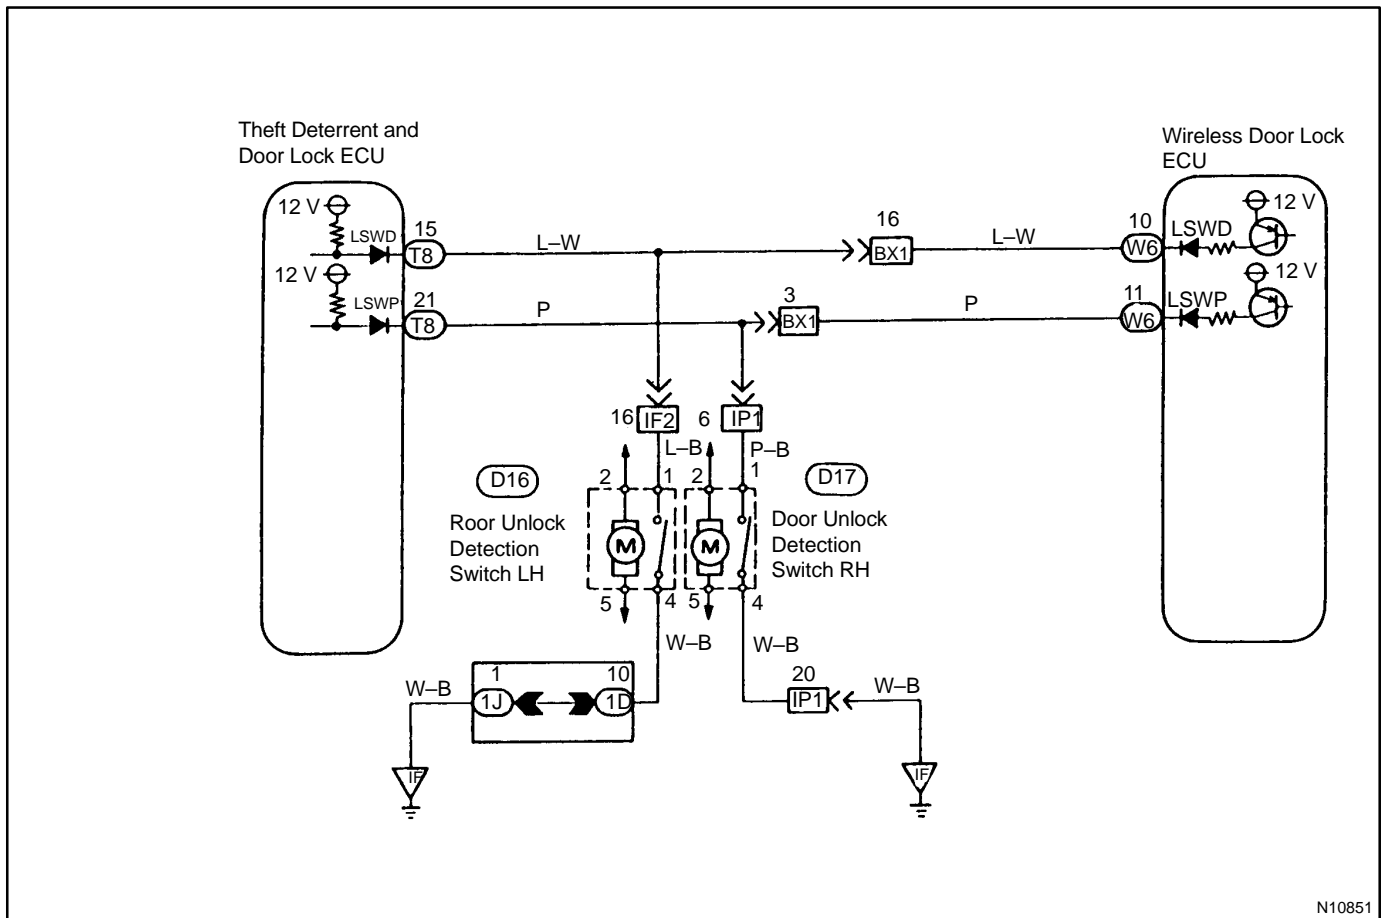 Theft Deterrent and
Door Lock ECU
Wireless Door Lock
ECU
12 V
LSWD
15
T8
L–W
16
BX1
L–W
10
W6
LSWD
12 V
12 V
LSWP
21
T8
P
3
BX1
P
11
W6
LSWP
12 V
16
IF2
6
IP1
L–B
P–B
D16
2
1
2
1
D17
Roor Unlock
Detection
Switch LH
M
M
Door Unlock
Detection
Switch RH
5
4
5
4
W–B
W–B
W–B
1
1J
10
1D
20
IP1
W–B
IF
IF
N10851